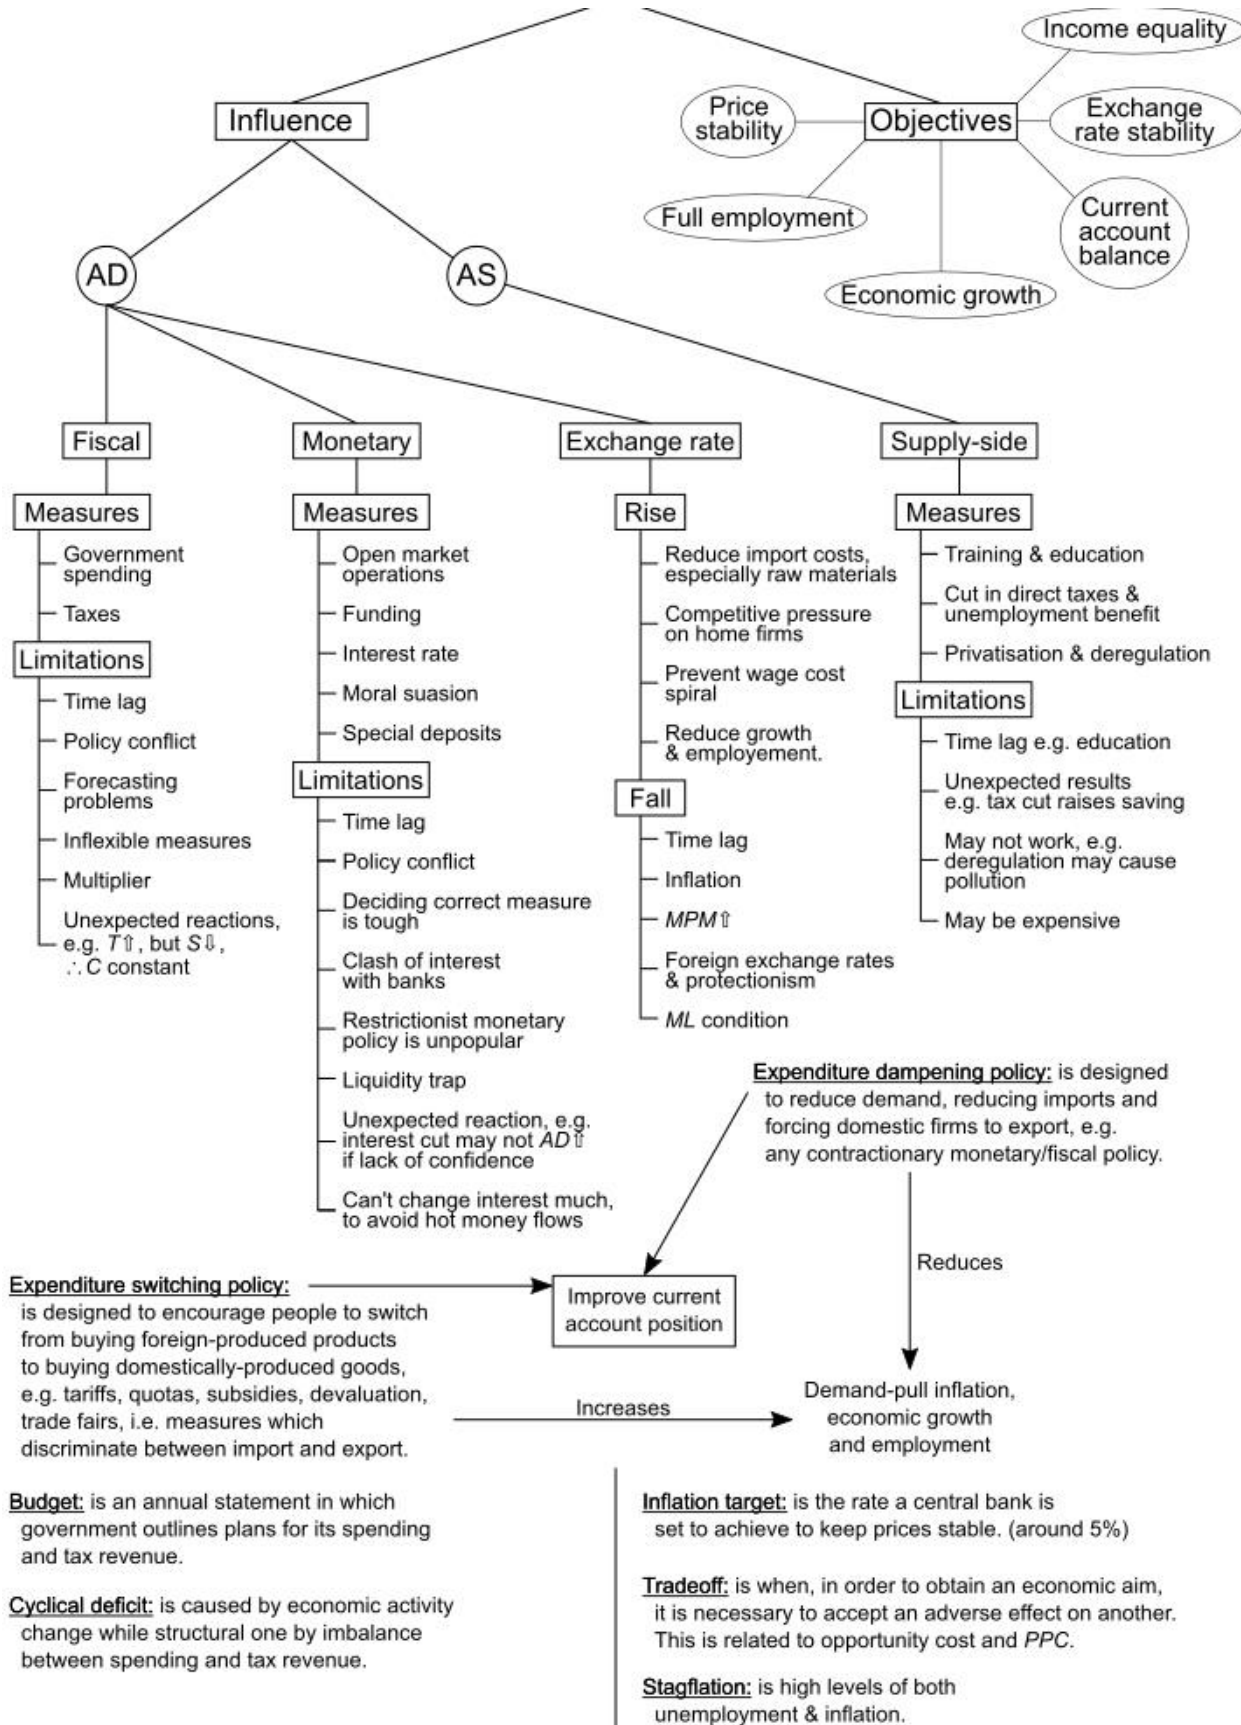 Income equality
Influence
Price
stability
Objectives
Exchange
rate stability
Full employment
Current
account
balance
Economic growth
AD
AS
Fiscal
Measures
Government
spending
Taxes
Limitations
Time lag
Policy conflict
Forecasting
problems
Inflexible measures
Multiplier
Unexpected reactions,
e.g. T⇧, but S⇩,
∴ C constant
Monetary
Measures
Open market
operations
Funding
Interest rate
Moral suasion
Special deposits
Limitations
Time lag
Policy conflict
Deciding correct measure
is tough
Clash of interest
with banks
Restrictionist monetary
policy is unpopular
Liquidity trap
Unexpected reaction, e.g.
interest cut may not AD⇧
if lack of confidence
Can't change interest much,
to avoid hot money flows
Exchange rate
Rise
Reduce import costs,
especially raw materials
Competitive pressure
on home firms
Prevent wage cost
spiral
Reduce growth
& employement.
Fall
Time lag
Inflation
MPM⇧
Foreign exchange rates
& protectionism
ML condition
Supply-side
Measures
Training & education
Cut in direct taxes &
unemployment benefit
Privatisation & deregulation
Limitations
Time lag e.g. education
Unexpected results
e.g. tax cut raises saving
May not work, e.g.
deregulation may cause
pollution
May be expensive
Expenditure dampening policy: is designed
to reduce demand, reducing imports and
forcing domestic firms to export, e.g.
any contractionary monetary/fiscal policy.
Reduces
Expenditure switching policy:
is designed to encourage people to switch
from buying foreign-produced products
to buying domestically-produced goods,
e.g. tariffs, quotas, subsidies, devaluation,
trade fairs, i.e. measures which
discriminate between import and export.
Improve current
account position
Increases
Demand-pull inflation,
economic growth
and employment
Budget: is an annual statement in which
government outlines plans for its spending
and tax revenue.
Cyclical deficit: is caused by economic activity
change while structural one by imbalance
between spending and tax revenue.
Inflation target: is the rate a central bank is
set to achieve to keep prices stable. (around 5%)
Tradeoff: is when, in order to obtain an economic aim,
it is necessary to accept an adverse effect on another.
This is related to opportunity cost and PPC.
Stagflation: is high levels of both
unemployment & inflation.